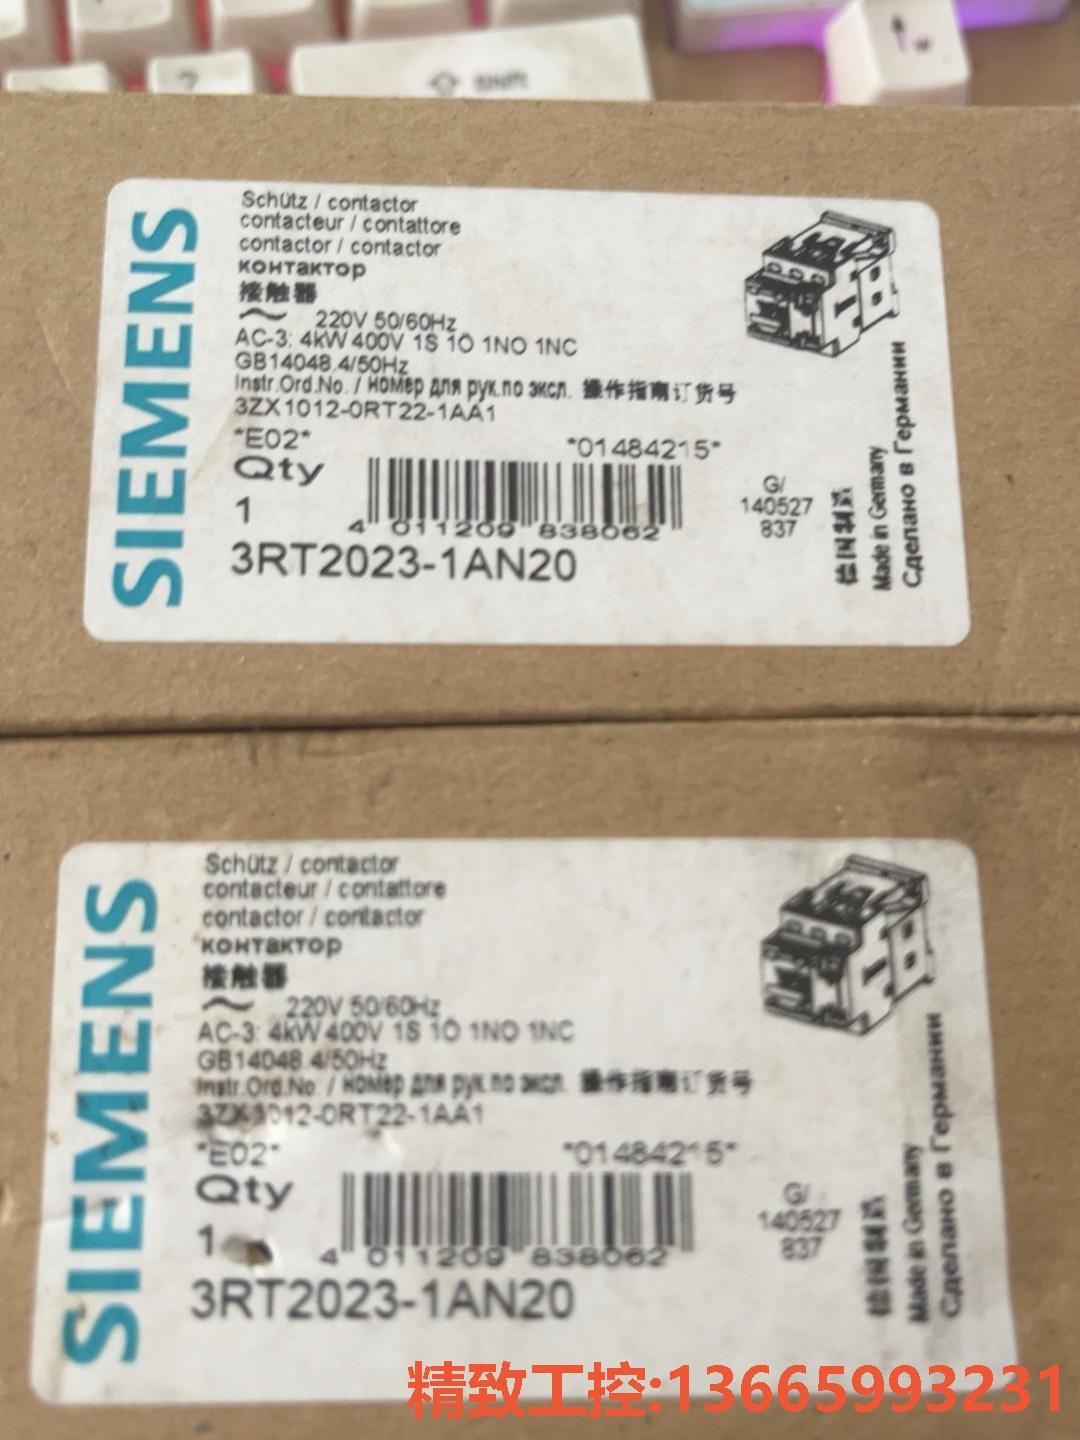 Shift
SIEMENS
Schütz / contactor
contacteur / contattore
contactor / contactor
контактор
接触器
~ 220V 50/60Hz
AC-3: 4kW 400V 1S 1Ö 1NO 1NC
GB14048.4/50Hz
Instr.Ord.No. / номер для рук.по эксл. 操作指南订货号
3ZX1012-0RT22-1AA1
*E02* *01484215*
Qty
1
4 011209 838062
3RT2023-1AN20
G/
140527
837
德国制造
Made in Germany
Сделано в Германии
SIEMENS
Schütz / contactor
contacteur / contattore
contactor / contactor
контактор
接触器
~ 220V 50/60Hz
AC-3: 4kW 400V 1S 1Ö 1NO 1NC
GB14048.4/50Hz
Instr.Ord.No. / номер для рук.по эксл. 操作指南订货号
3ZX1012-0RT22-1AA1
*E02* *01484215*
Qty
1
4 011209 838062
3RT2023-1AN20
G/
140527
837
德国制造
Made in Germany
Сделано в Германии
精致工控:13665993231